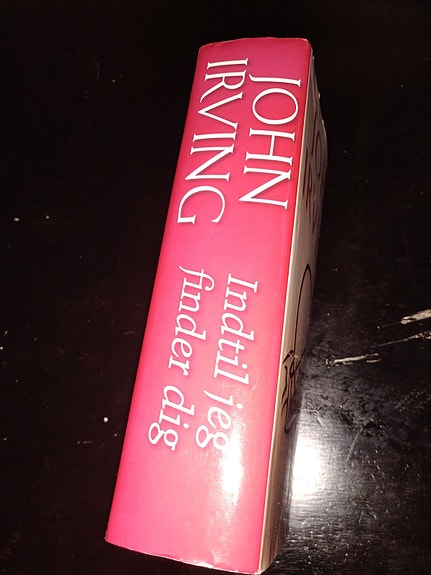 JOHN
IRVING
Indtil jeg
finder dig